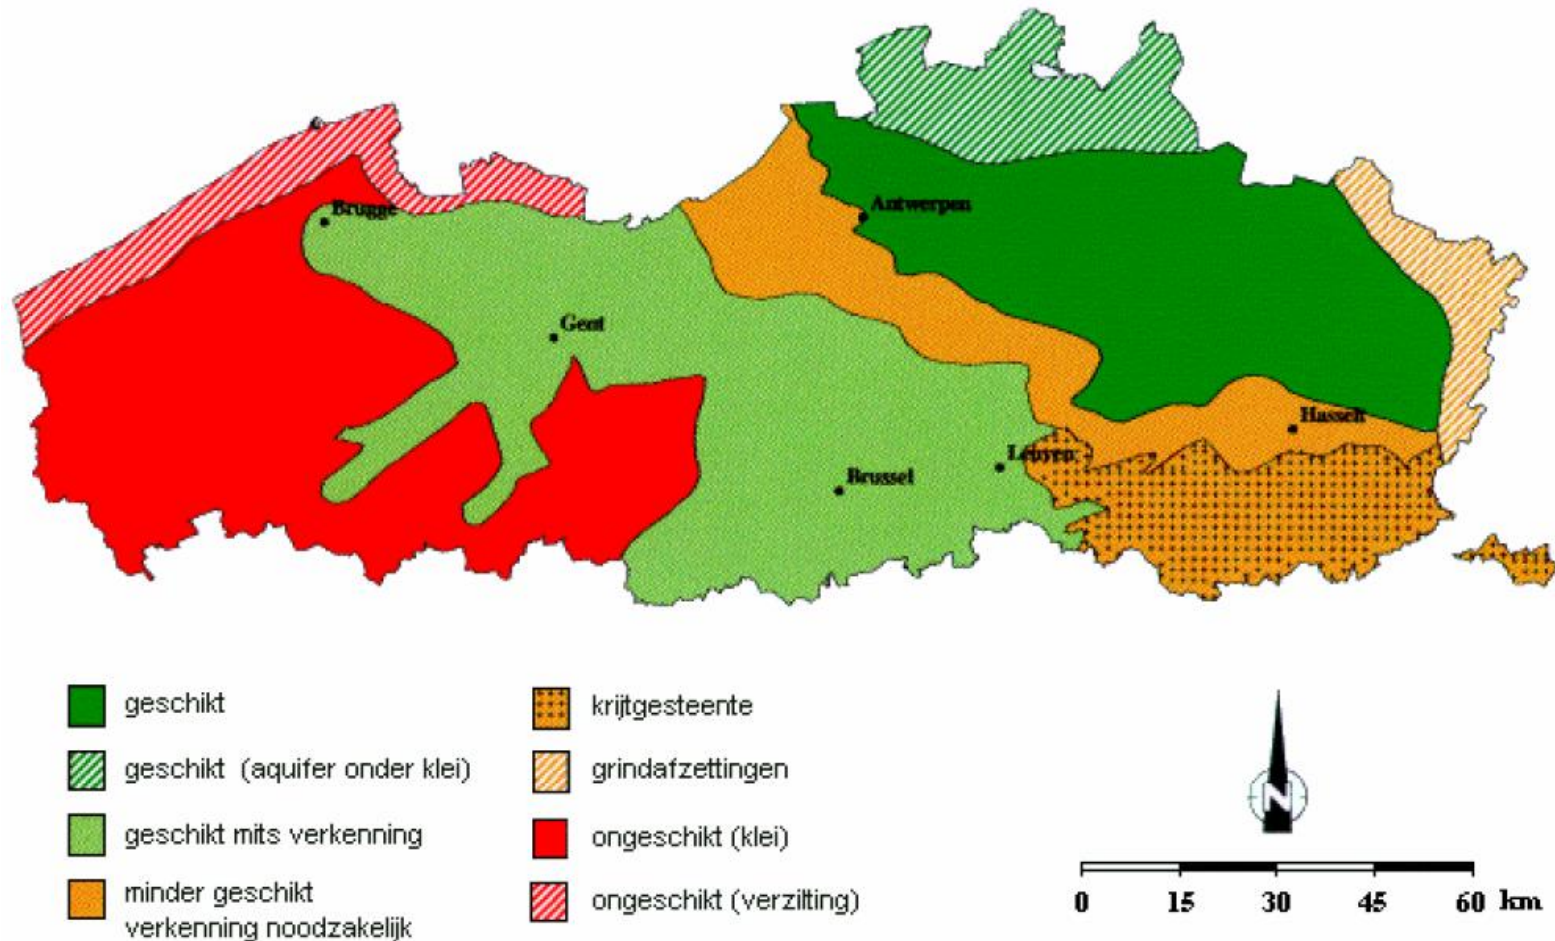 Brugge
Antwerpen
Gent
Hasselt
Leuven
Brussel
geschikt
geschikt (aquifer onder klei)
geschikt mits verkenning
minder geschikt
verkenning noodzakelijk
krijtgesteente
grindafzettingen
ongeschikt (klei)
ongeschikt (verzilting)
N
0 15 30 45 60 km